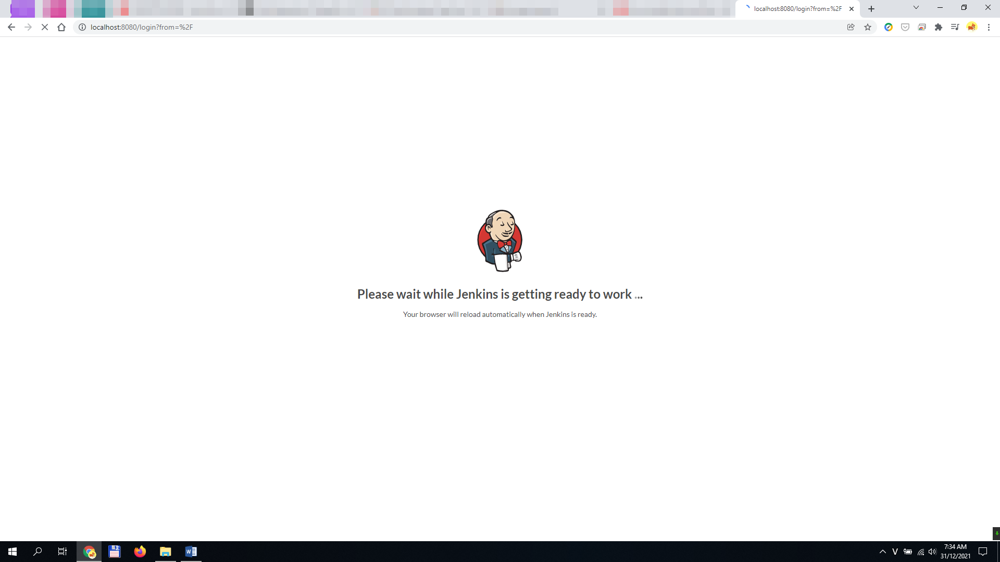 localhost:8080/login?from=%2F
localhost:8080/login?from=%2F
Please wait while Jenkins is getting ready to work ...
Your browser will reload automatically when Jenkins is ready.
W
V
7:34 AM
31/12/2021